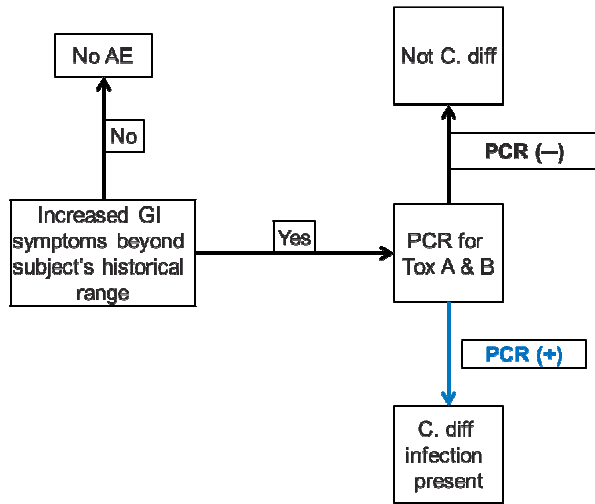 No AE
Not C. diff
No
PCR (—)
Increased GI
symptoms beyond
subject's historical
range
Yes
PCR for
Tox A & B
PCR (+)
C. diff
infection
present